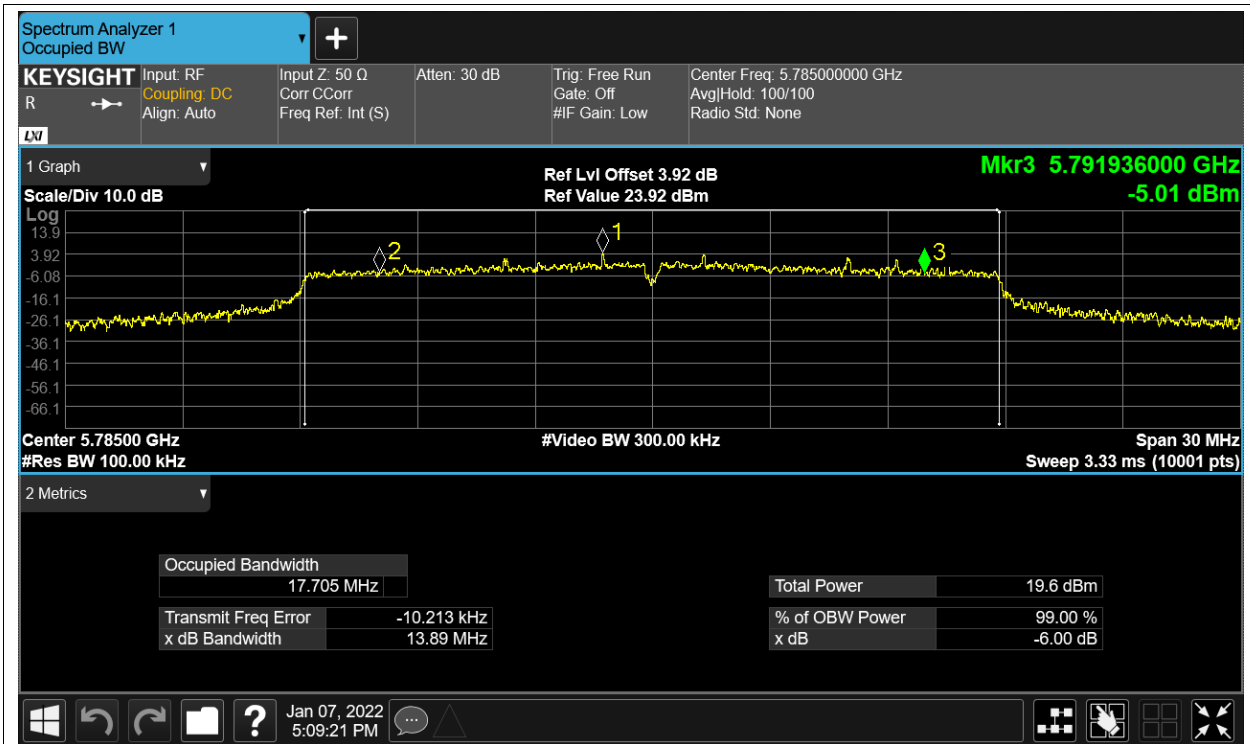 Spectrum Analyzer 1
Occupied BW
KEYSIGHT
R
LXI
Input: RF
Coupling: DC
Align: Auto
Input Z: 50 Ω
Corr CCorr
Freq Ref: Int (S)
Atten: 30 dB
Trig: Free Run
Gate: Off
#IF Gain: Low
Center Freq: 5.785000000 GHz
Avg|Hold: 100/100
Radio Std: None
1 Graph
Scale/Div 10.0 dB
Ref Lvl Offset 3.92 dB
Ref Value 23.92 dBm
Mkr3 5.791936000 GHz
-5.01 dBm
Log
13.9
3.92
-6.08
-16.1
-26.1
-36.1
-46.1
-56.1
-66.1
2
1
3
Center 5.78500 GHz
#Res BW 100.00 kHz
#Video BW 300.00 kHz
Span 30 MHz
Sweep 3.33 ms (10001 pts)
2 Metrics
Occupied Bandwidth
17.705 MHz
Transmit Freq Error -10.213 kHz
x dB Bandwidth 13.89 MHz
Total Power 19.6 dBm
% of OBW Power 99.00 %
x dB -6.00 dB
?
Jan 07, 2022
5:09:21 PM